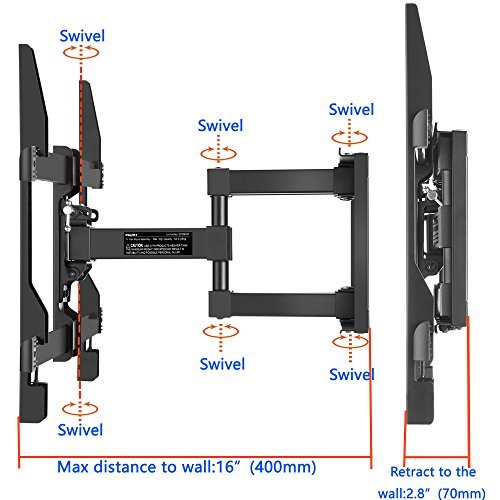 Swivel
Swivel
Swivel
CAUTION
Swivel
Swivel
Swivel
Max distance to wall:16” (400mm)
Retract to the
wall:2.8” (70mm)